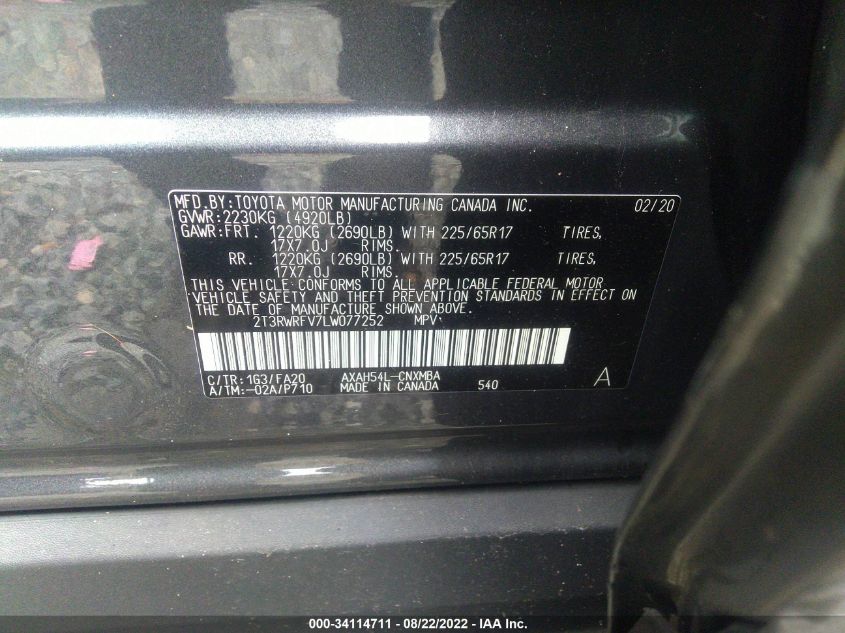 MFD.BY:TOYOTA MOTOR MANUFACTURING CANADA INC. 02/20
GVWR:2230KG (4920LB)
GAWR:FRT. 1220KG (2690LB) WITH 225/65R17 TIRES,
17X7.0J RIMS.
RR. 1220KG (2690LB) WITH 225/65R17 TIRES,
17X7.0J RIMS.
THIS VEHICLE CONFORMS TO ALL APPLICABLE FEDERAL MOTOR
VEHICLE SAFETY AND THEFT PREVENTION STANDARDS IN EFFECT ON
THE DATE OF MANUFACTURE SHOWN ABOVE.
2T3RWRFV7LW077252 MPV
C/TR:1G3/FA20 AXAH54L-CNXMBA
A/TM:-02A/P710 MADE IN CANADA 540 A
000-34114711 - 08/22/2022 - IAA Inc.